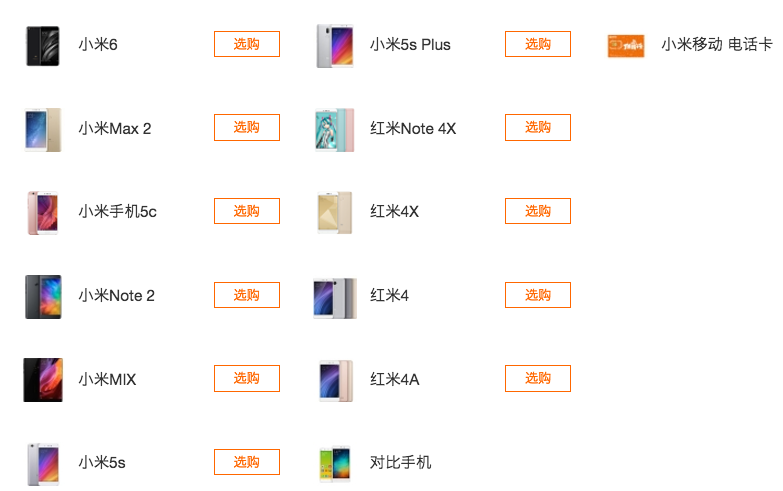 小米6
选购
小米Max 2
选购
小米手机5c
选购
小米Note 2
选购
小米MIX
选购
小米5s
选购
小米5s Plus
选购
红米Note 4X
选购
红米4X
选购
红米4
选购
红米4A
选购
对比手机
小米移动 电话卡